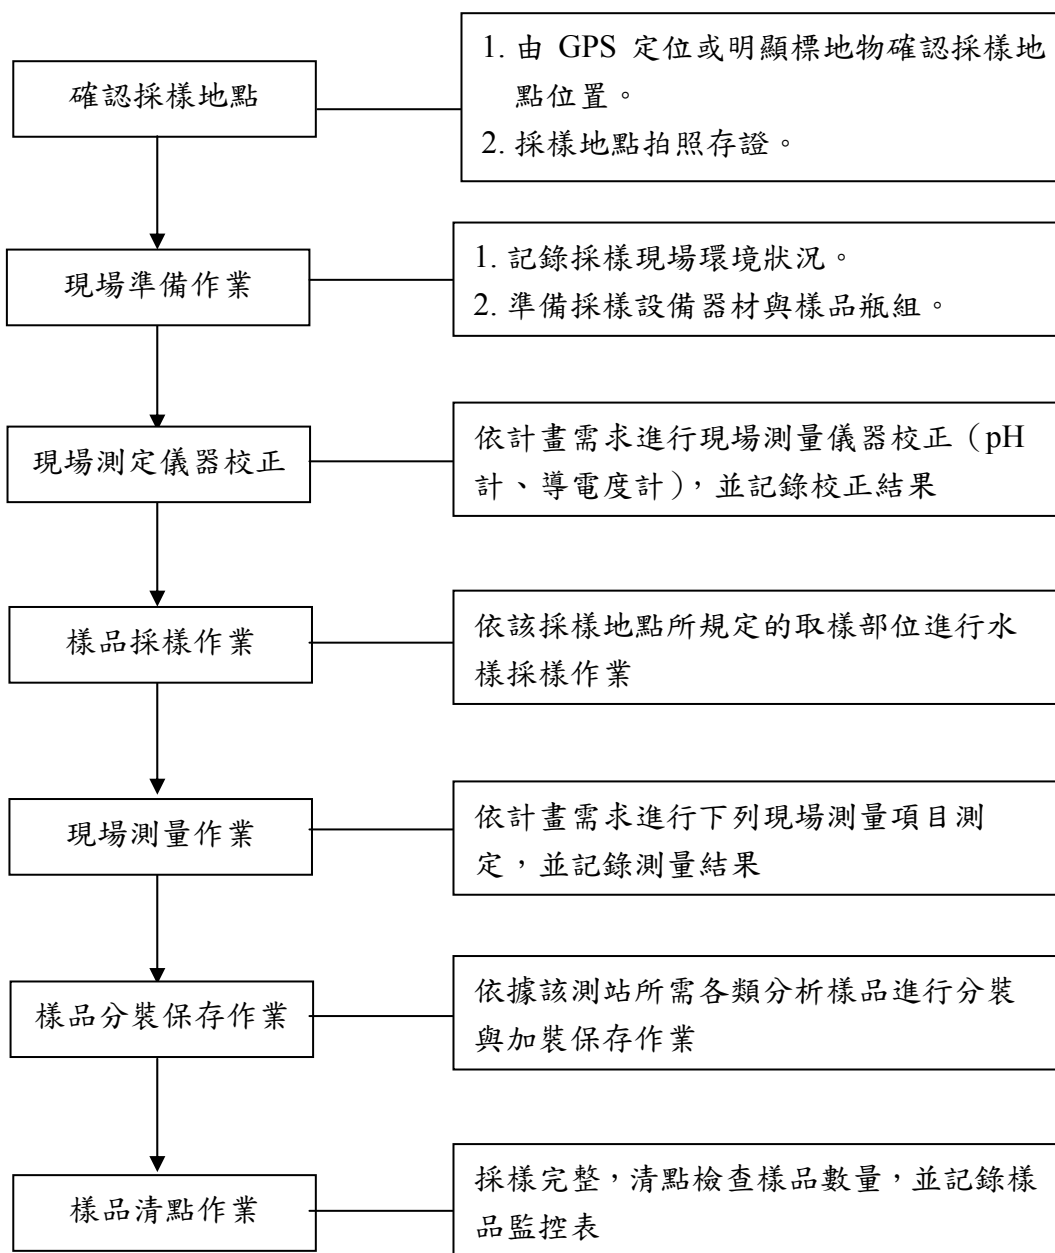 確認採樣地點
1. 由 GPS 定位或明顯標地物確認採樣地
點位置。
2. 採樣地點拍照存證。
現場準備作業
1. 記錄採樣現場環境狀況。
2. 準備採樣設備器材與樣品瓶組。
現場測定儀器校正
依計畫需求進行現場測量儀器校正（pH
計、導電度計），並記錄校正結果
樣品採樣作業
依該採樣地點所規定的取樣部位進行水
樣採樣作業
現場測量作業
依計畫需求進行下列現場測量項目測
定，並記錄測量結果
樣品分裝保存作業
依據該測站所需各類分析樣品進行分裝
與加裝保存作業
樣品清點作業
採樣完整，清點檢查樣品數量，並記錄樣
品監控表